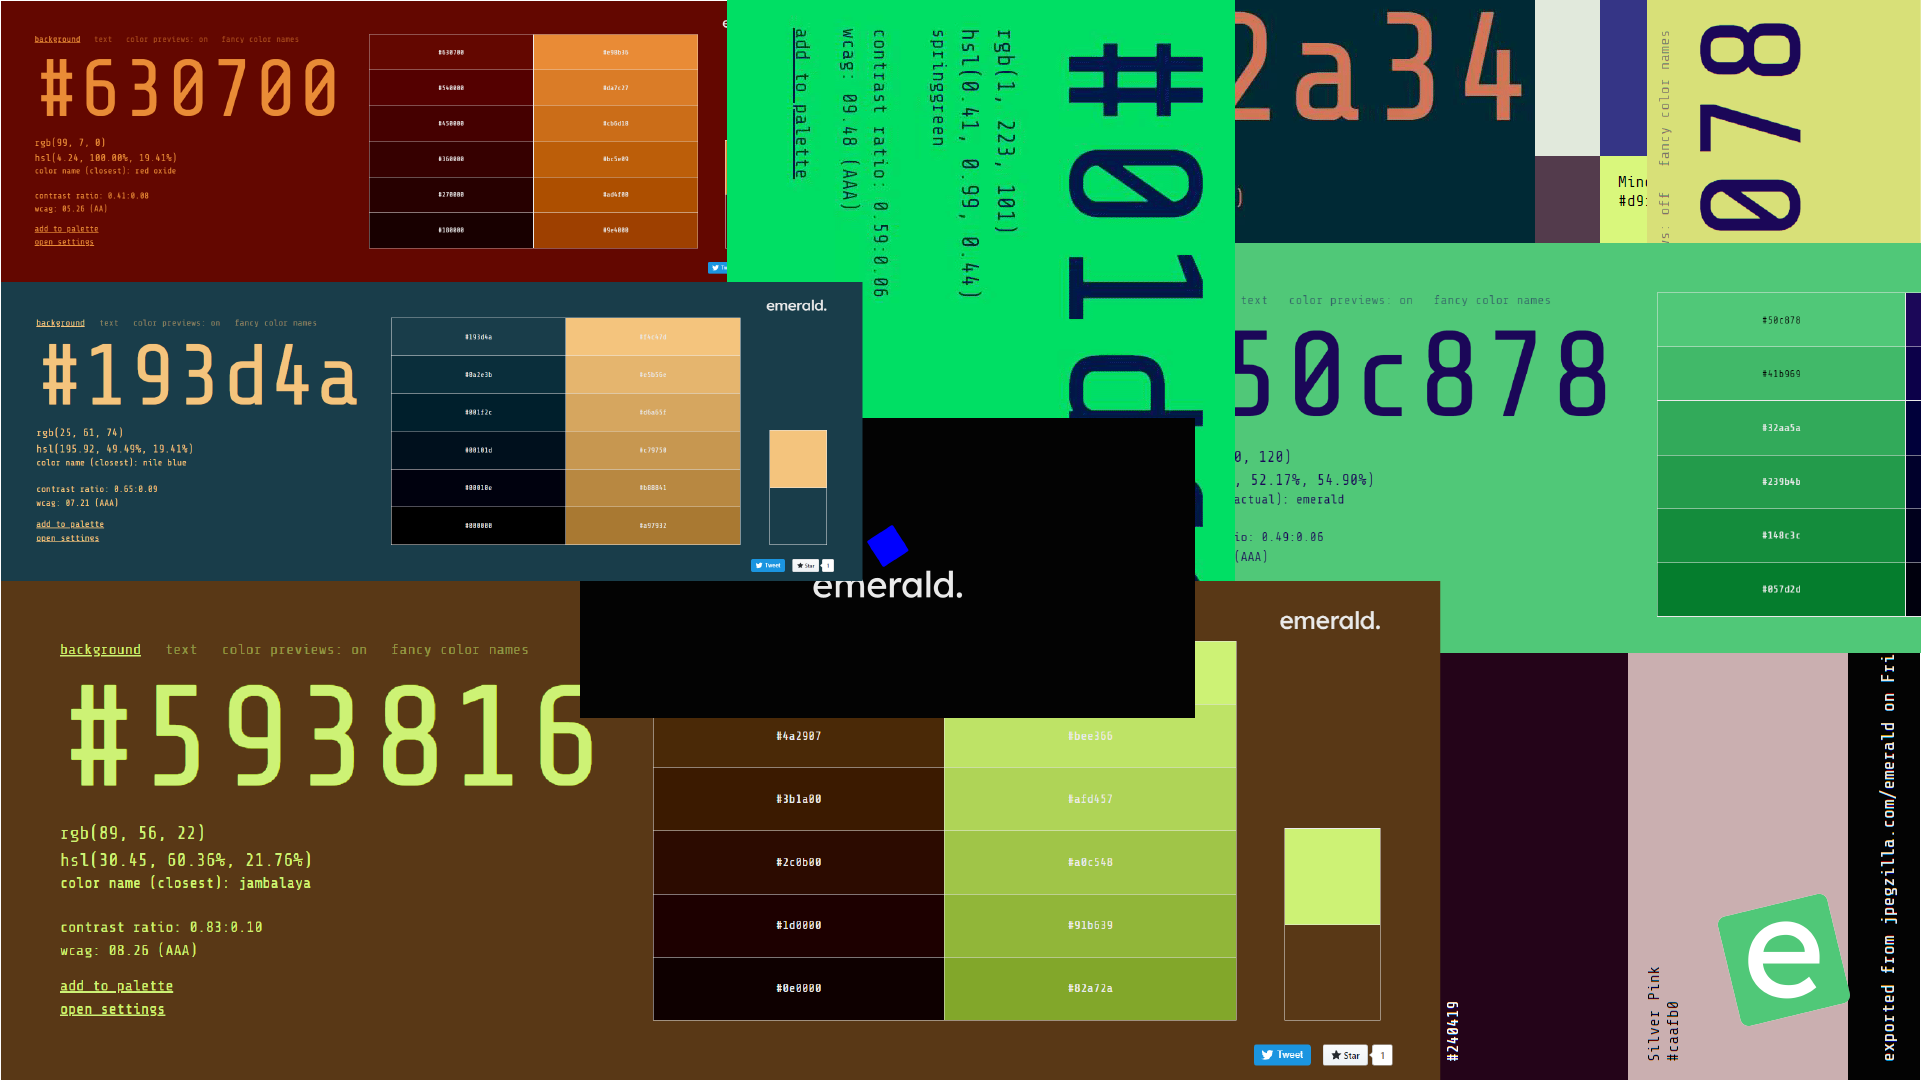 background text color previews: on fancy color names
#630700
rgb(99, 7, 0)
hsl(4.24, 100.00%, 19.41%)
color name (closest): red oxide
contrast ratio: 0.41:0.08
wcag: 05.26 (AA)
add to palette
open settings
#630700
#540000
#da7c27
#450000
#cb6d18
#360000
#bc5e09
#270000
#ad4f00
#180000
#9e4000
#01d
rgb(1, 223, 101)
hsl(0.41, 0.99, 0.44)
springgreen
contrast ratio: 0.59:0.06
wcag: 09.48 (AAA)
add to palette
2a34
)
Min
#d9
078
vs: off fancy color names
emerald.
background text color previews: on fancy color names
#193d4a
rgb(25, 61, 74)
hsl(195.92, 49.49%, 19.41%)
color name (closest): nile blue
contrast ratio: 0.65:0.09
wcag: 07.21 (AAA)
add to palette
open settings
#193d4a
#0a2e3b
#001f2c
#00101d
#c79750
#00010e
#b88841
#000000
#a97932
Tweet Star 1
text color previews: on fancy color names
50c878
0, 120)
, 52.17%, 54.90%)
actual): emerald
io: 0.49:0.06
(AAA)
#50c878
#41b969
#32aa5a
#239b4b
#148c3c
#057d2d
emerald.
emerald.
background text color previews: on fancy color names
#593816
rgb(89, 56, 22)
hsl(30.45, 60.36%, 21.76%)
color name (closest): jambalaya
contrast ratio: 0.83:0.10
wcag: 08.26 (AAA)
add to palette
open settings
#4a2907 #bee366
#3b1a00 #afd457
#2c0b00 #a0c548
#1d0000 #91b639
#0e0000 #82a72a
Tweet Star 1
#240419
Silver Pink
#caafb0
e
exported from jpegzilla.com/emerald on Fri